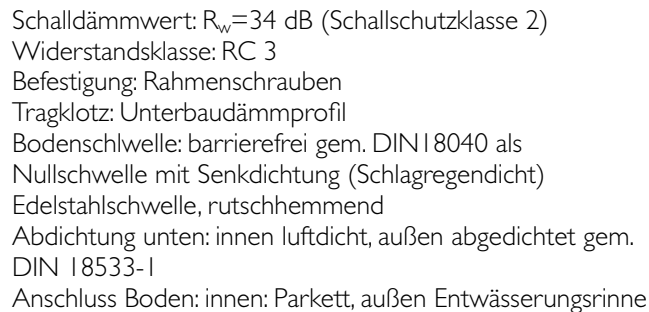 Schalldämmwert: Rw=34 dB (Schallschutzklasse 2)
Widerstandsklasse: RC 3
Befestigung: Rahmenschrauben
Tragklotz: Unterbaudämmprofil
Bodenschlwelle: barrierefrei gem. DIN18040 als
Nullschwelle mit Senkdichtung (Schlagregendicht)
Edelstahlschwelle, rutschhemmend
Abdichtung unten: innen luftdicht, außen abgedichtet gem.
DIN 18533-1
Anschluss Boden: innen: Parkett, außen Entwässerungsrinne